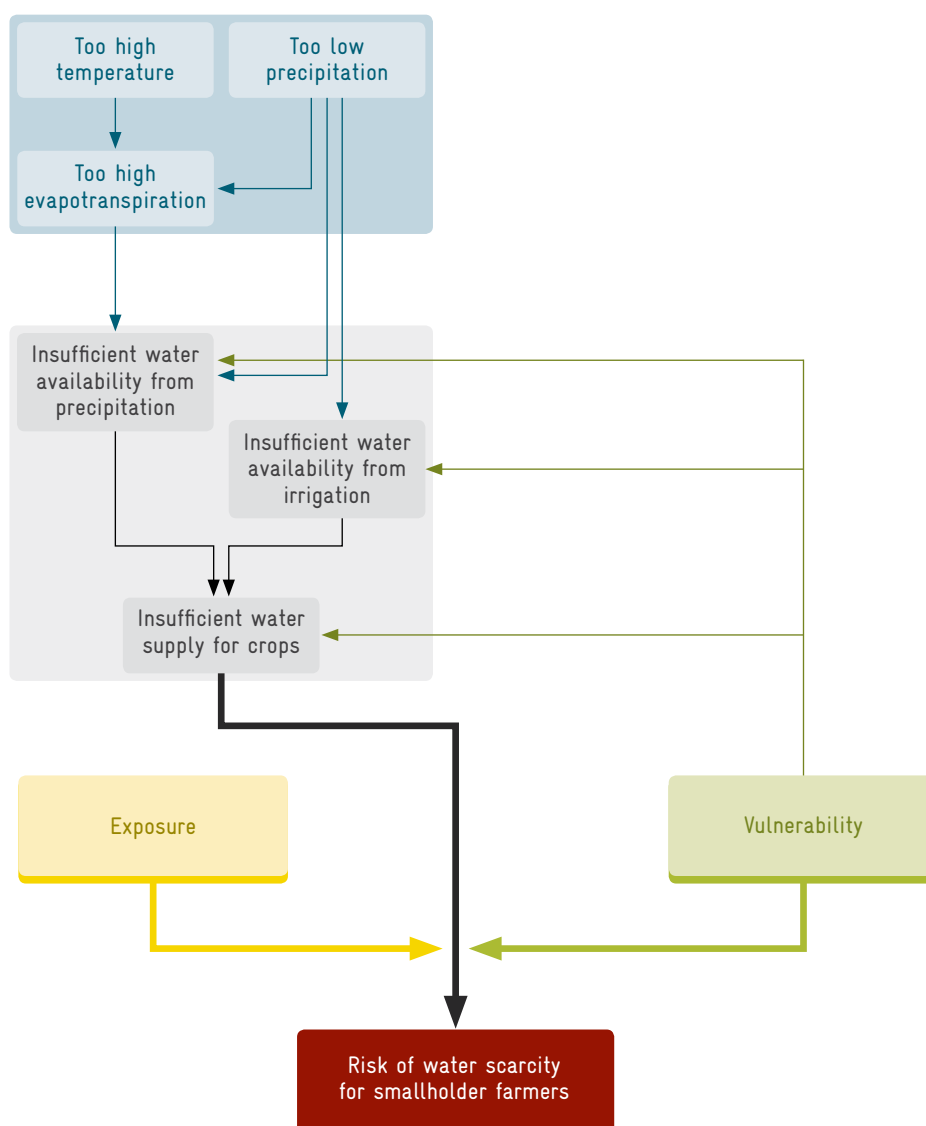 Too high
temperature
Too low
precipitation
Too high
evapotranspiration
Insufficient water
availability from
precipitation
Insufficient water
availability from
irrigation
Insufficient water
supply for crops
Exposure
Vulnerability
Risk of water scarcity
for smallholder farmers